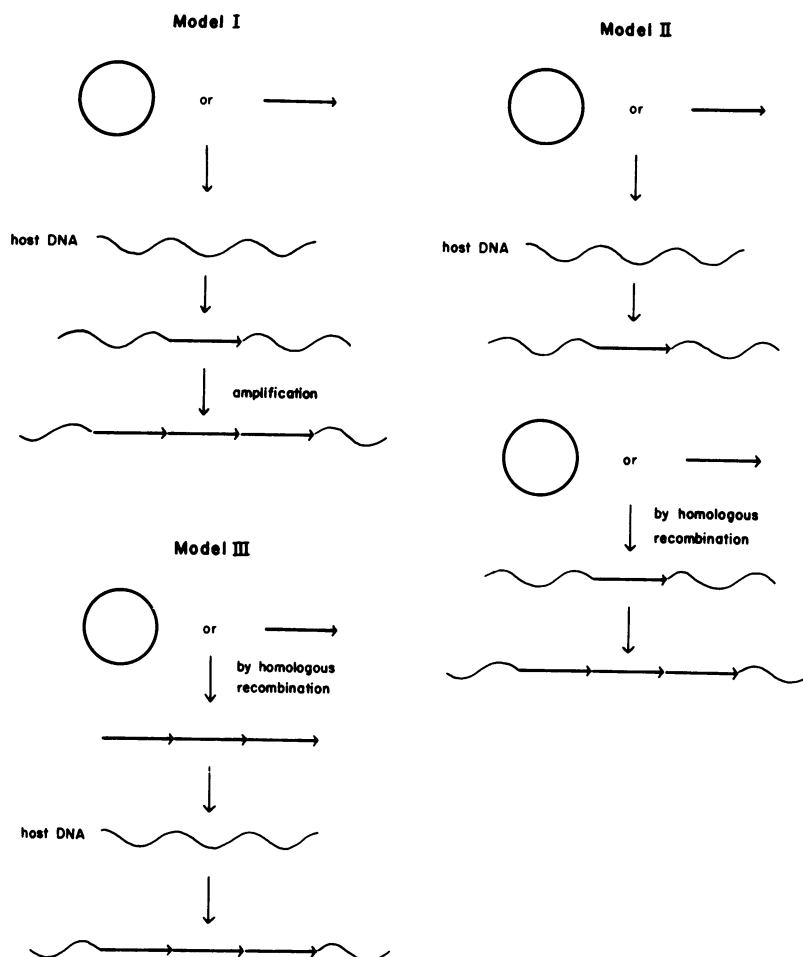 Model I
or
host DNA
amplification
Model II
or
host DNA
or
by homologous
recombination
Model III
or
by homologous
recombination
host DNA